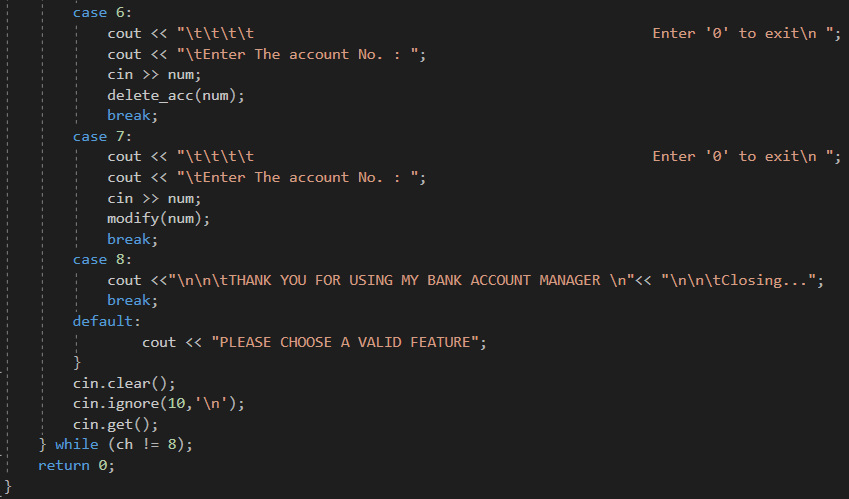 case 6:
cout << "\t\t\t\t                                              Enter '0' to exit\n ";
cout << "\tEnter The account No. : ";
cin >> num;
delete_acc(num);
break;
case 7:
cout << "\t\t\t\t                                              Enter '0' to exit\n ";
cout << "\tEnter The account No. : ";
cin >> num;
modify(num);
break;
case 8:
cout <<"\n\n\tTHANK YOU FOR USING MY BANK ACCOUNT MANAGER \n"<< "\n\n\tClosing...";
break;
default:
cout << "PLEASE CHOOSE A VALID FEATURE";
}
cin.clear();
cin.ignore(10,'\n');
cin.get();
} while (ch != 8);
return 0;
}